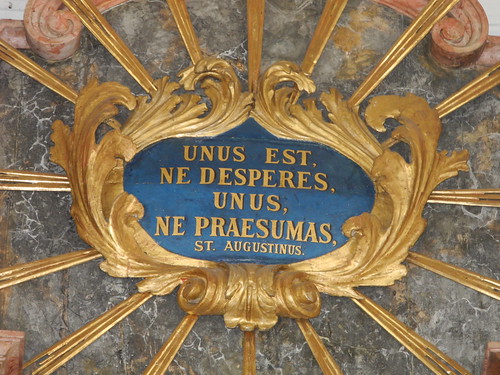 UNUS EST,
NE DESPERES,
UNUS,
NE PRAESUMAS,
ST. AUGUSTINUS.